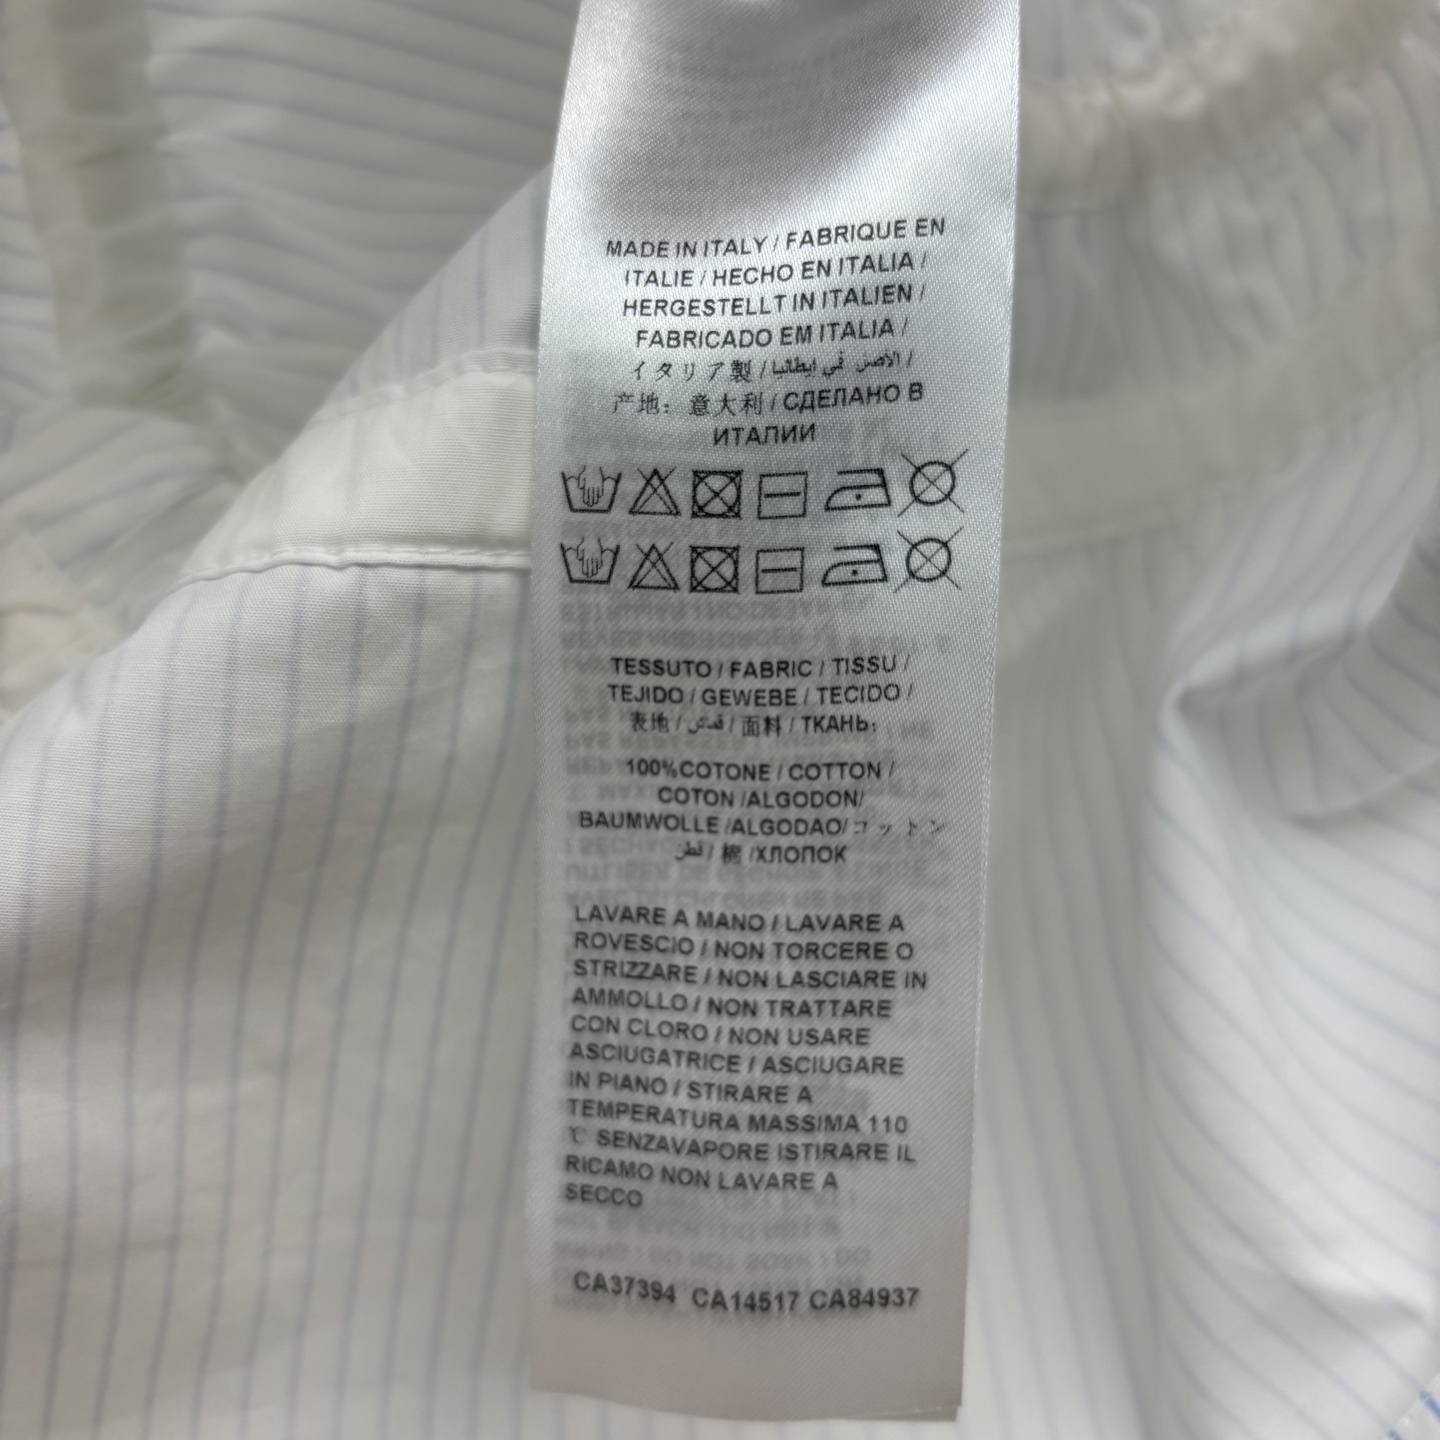 MADE IN ITALY / FABRIQUE EN
ITALIE / HECHO EN ITALIA /
HERGESTELLT IN ITALIEN /
FABRICADO EM ITALIA /
イタリア製 / الاصل في ايطاليا /
产地：意大利 / СДЕЛАНО В
ИТАЛИИ
TESSUTO / FABRIC / TISSU /
TEJIDO / GEWEBE / TECIDO /
表地 / قماش / 面料 / ТКАНЬ:
100%COTONE / COTTON /
COTON /ALGODON/
BAUMWOLLE /ALGODAO/コットン
قطن / 棉 /ХЛОПОК
LAVARE A MANO / LAVARE A
ROVESCIO / NON TORCERE O
STRIZZARE / NON LASCIARE IN
AMMOLLO / NON TRATTARE
CON CLORO / NON USARE
ASCIUGATRICE / ASCIUGARE
IN PIANO / STIRARE A
TEMPERATURA MASSIMA 110
℃ SENZAVAPORE ISTIRARE IL
RICAMO NON LAVARE A
SECCO
CA37394 CA14517 CA84937